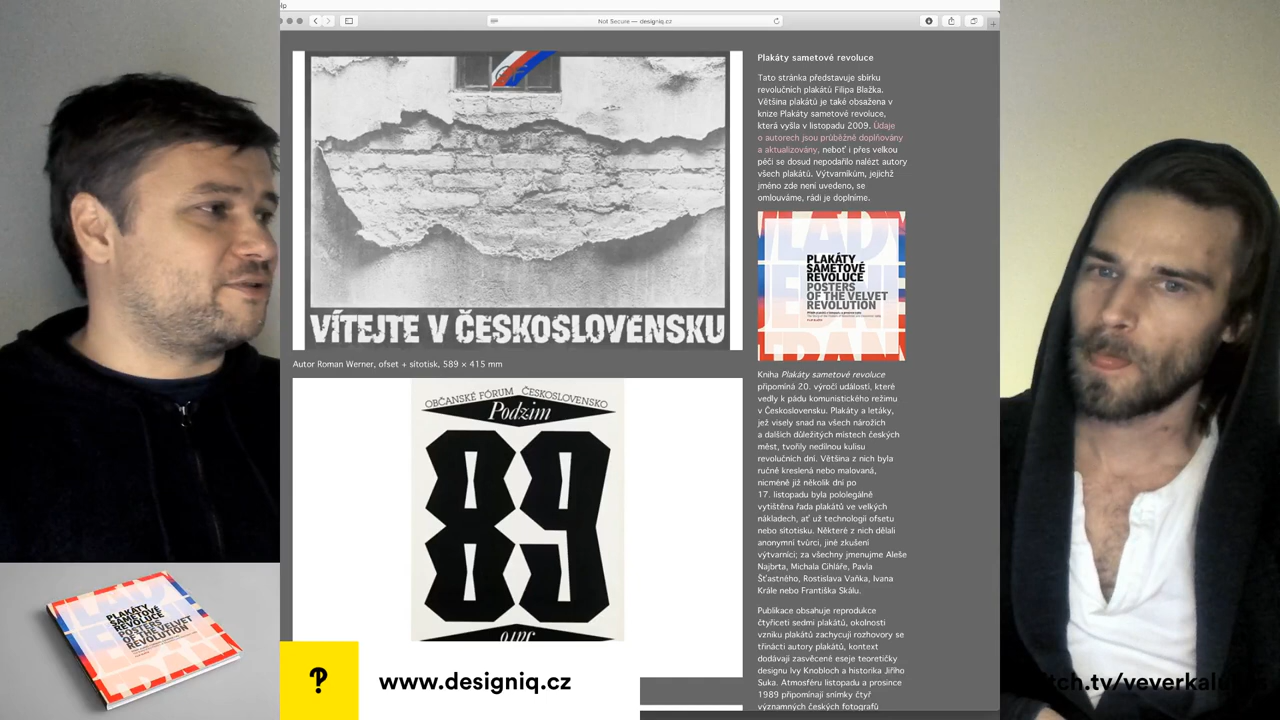 Not Secure — designiq.cz
VÍTEJTE V ČESKOSLOVENSKU
Autor Roman Werner, ofset + sítotisk, 589 × 415 mm
OBČANSKÉ FÓRUM ČESKOSLOVENSKO
Podzim
89
jaro
Plakáty sametové revoluce
Tato stránka představuje sbírku
revolučních plakátů Filipa Blažka.
Většina plakátů je také obsažena v
knize Plakáty sametové revoluce,
která vyšla v listopadu 2009. Údaje
o autorech jsou průběžně doplňovány
a aktualizovány, neboť i přes velkou
péči se dosud nepodařilo nalézt autory
všech plakátů. Výtvarníkům, jejichž
jméno zde není uvedeno, se
omlouváme, rádi je doplníme.
PLAKÁTY
SAMETOVÉ
REVOLUCE
POSTERS
OF THE VELVET
REVOLUTION
Kniha Plakáty sametové revoluce
připomíná 20. výročí události, které
vedly k pádu komunistického režimu
v Československu. Plakáty a letáky,
jež visely snad na všech nárožích
a dalších důležitých místech českých
měst, tvořily nedílnou kulisu
revolučních dní. Většina z nich byla
ručně kreslená nebo malovaná,
nicméně již několik dní po
17. listopadu byla pololegálně
vytištěna řada plakátů ve velkých
nákladech, ať už technologií ofsetu
nebo sítotisku. Některé z nich dělali
anonymní tvůrci, jiné zkušení
výtvarníci; za všechny jmenujme Aleše
Najbrta, Michala Cihláře, Pavla
Šťastného, Rostislava Vaňka, Ivana
Krále nebo Františka Skálu.
Publikace obsahuje reprodukce
čtyřiceti sedmi plakátů, okolnosti
vzniku plakátů zachycují rozhovory se
třinácti autory plakátů, kontext
dodávají zasvěcené eseje teoretičky
designu Ivy Knobloch a historika Jiřího
Suka. Atmosféru listopadu a prosince
1989 připomínají snímky čtyř
významných českých fotografů
PLAKÁTY
SAMETOVÉ
REVOLUCE
POSTERS
OF THE VELVET
REVOLUTION
?
www.designiq.cz
itch.tv/veverkalu